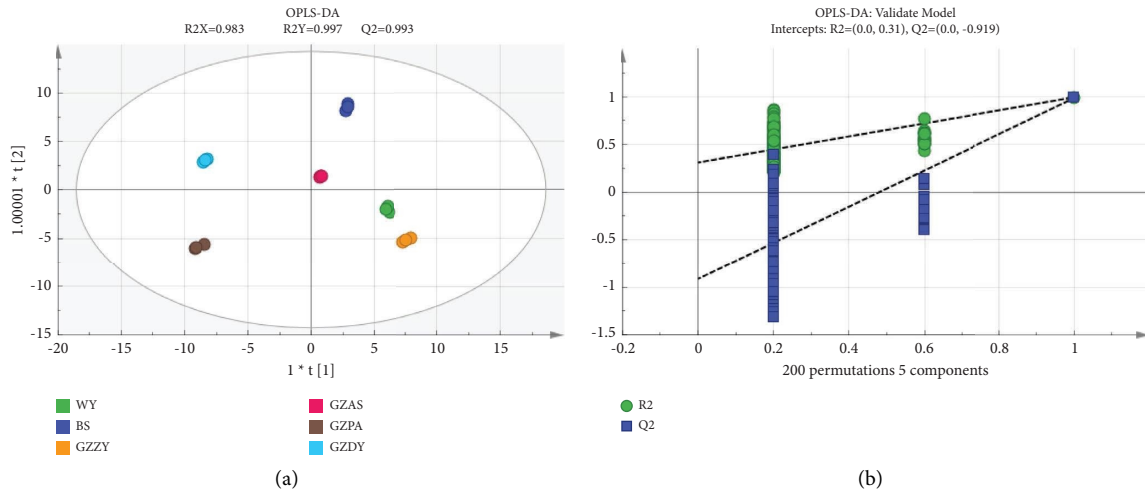 OPLS-DA
R2X=0.983 R2Y=0.997 Q2=0.993
10
5
0
-5
-10
-15
-20 -15 -10 -5 0 5 10 15
1.00001 * t [2]
1 * t [1]
WY
BS
GZZY
GZAS
GZPA
GZDY
(a)
OPLS-DA: Validate Model
Intercepts: R2=(0.0, 0.31), Q2=(0.0, -0.919)
1
0.5
0
-0.5
-1
-1.5
-0.2 0 0.2 0.4 0.6 0.8 1
200 permutations 5 components
R2
Q2
(b)